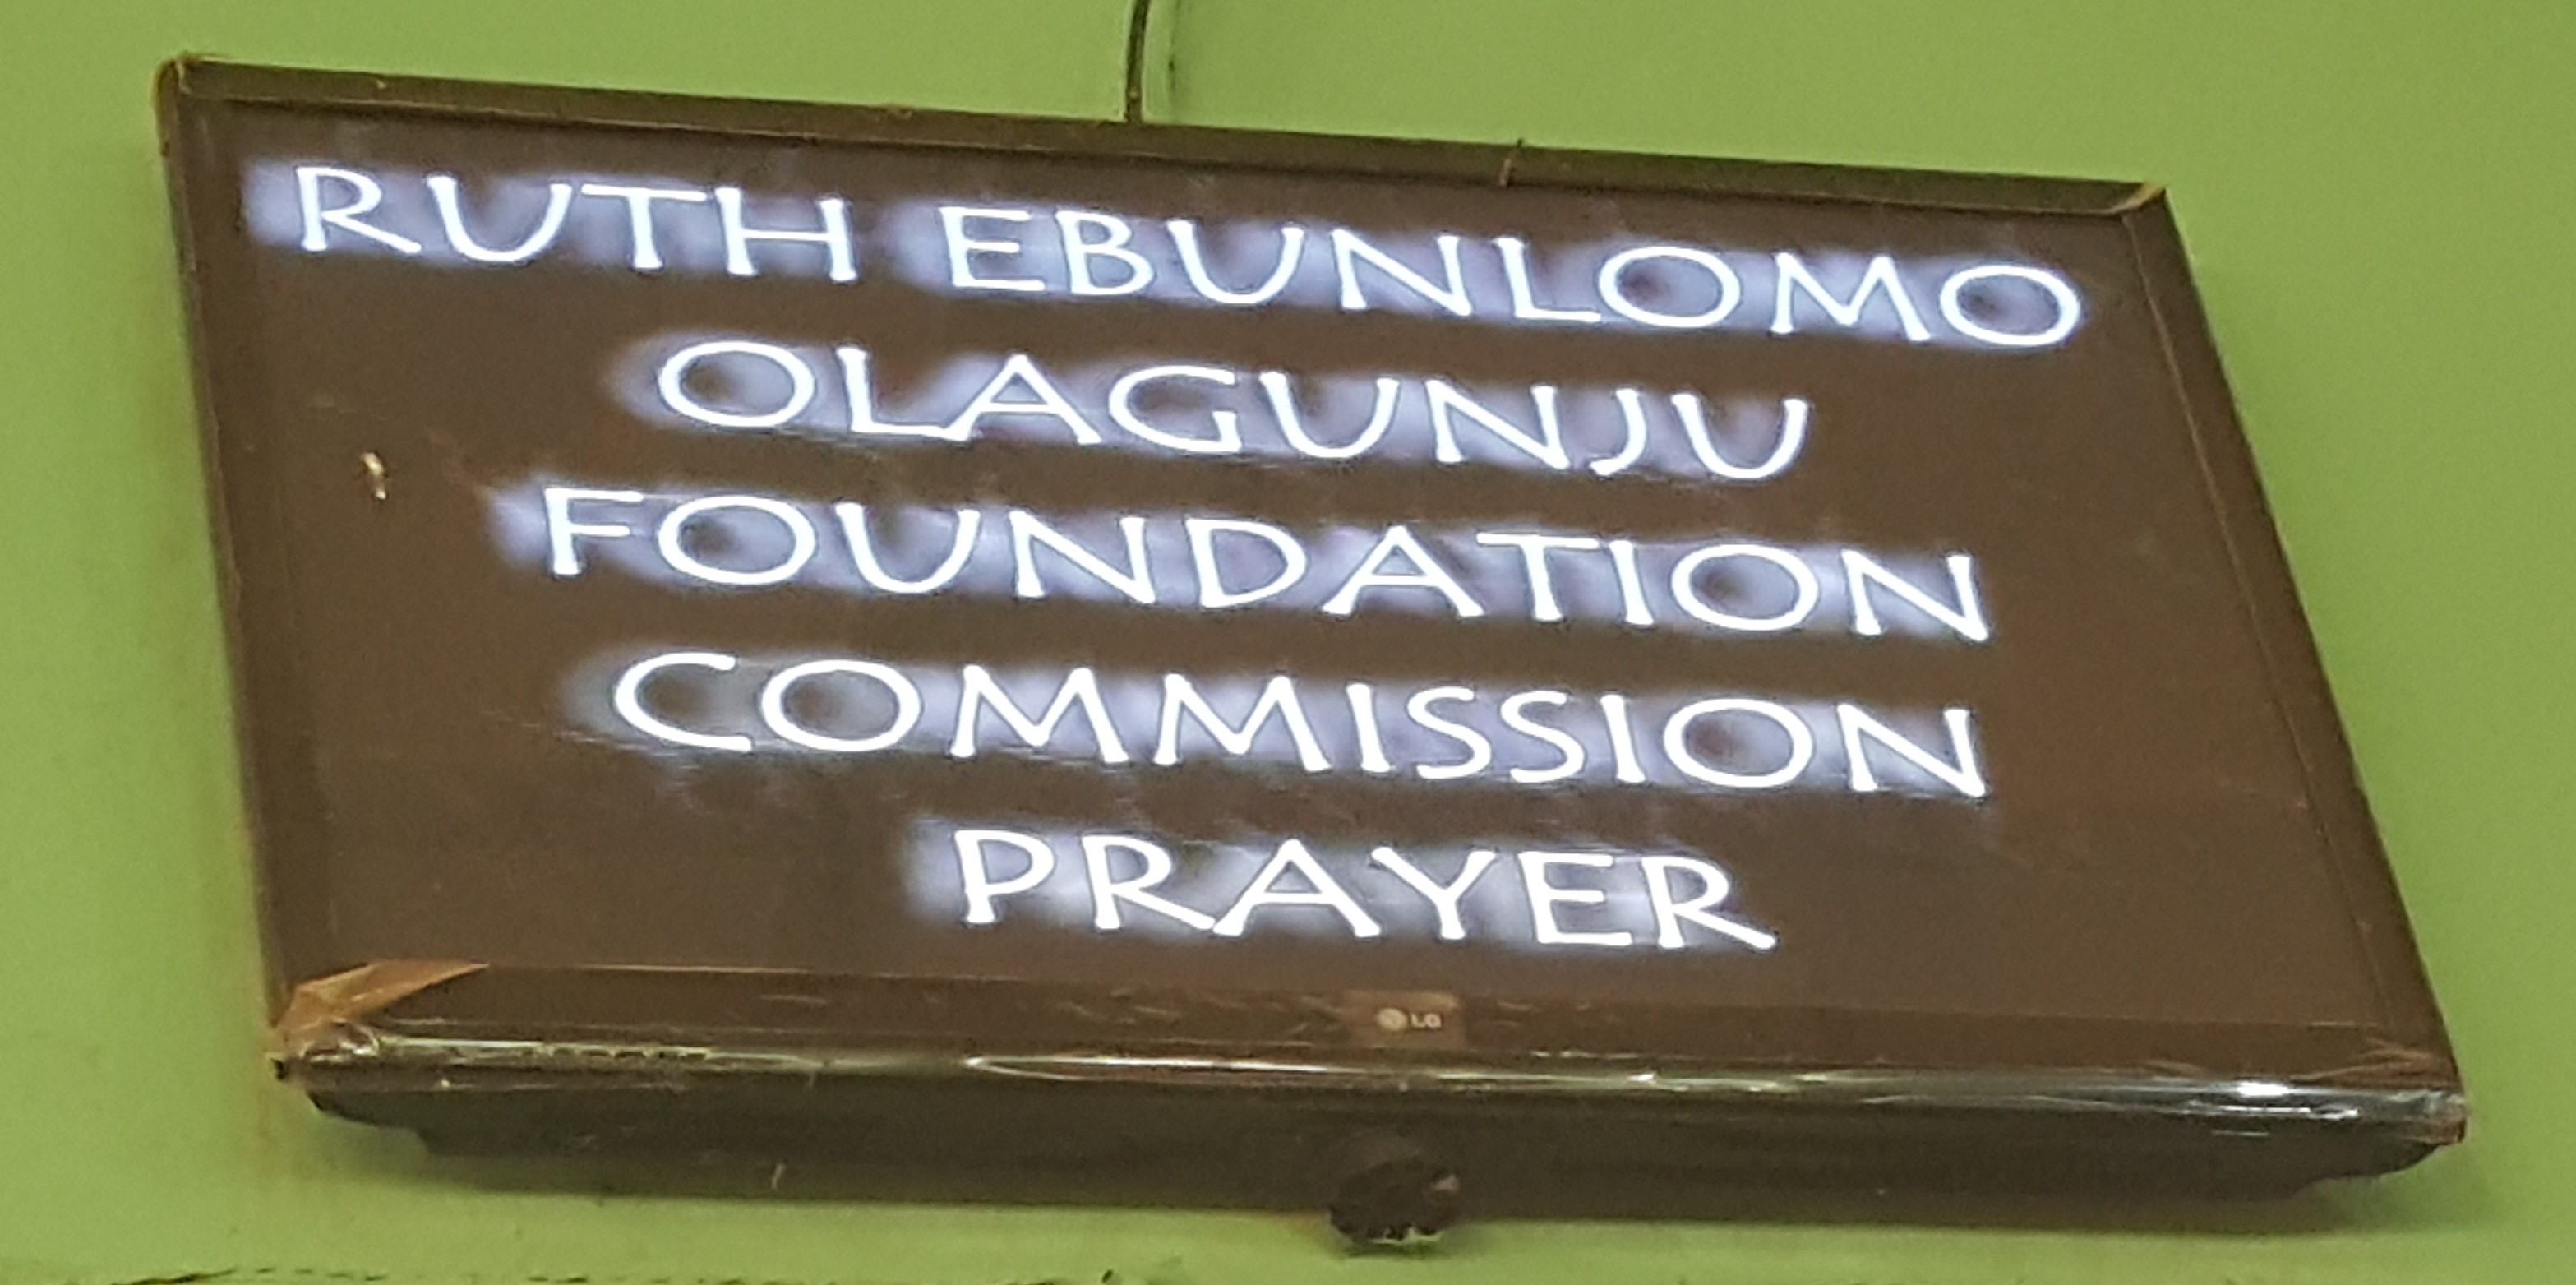 RUTH EBUNLOMO
OLAGUNJU
FOUNDATION
COMMISSION
PRAYER
LG